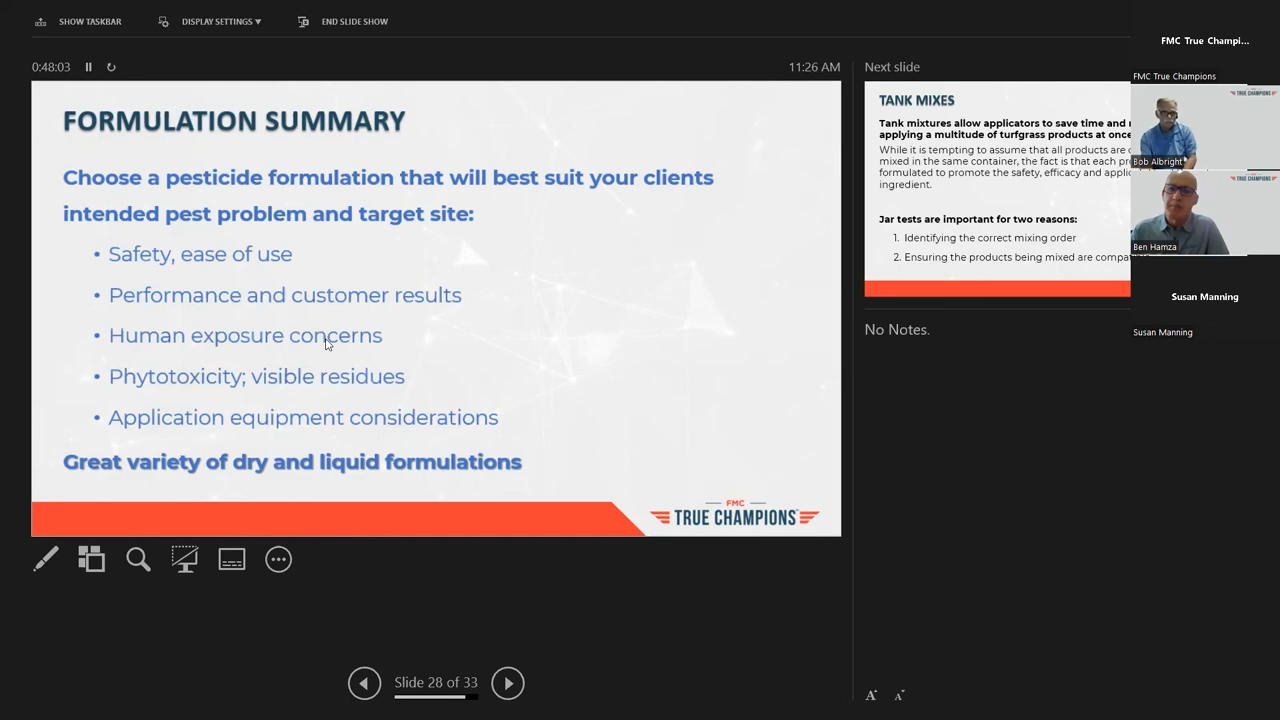 SHOW TASKBAR
DISPLAY SETTINGS ▼
END SLIDE SHOW
0:48:03
11:26 AM
FORMULATION SUMMARY
Choose a pesticide formulation that will best suit your clients
intended pest problem and target site:
• Safety, ease of use
• Performance and customer results
• Human exposure concerns
• Phytotoxicity; visible residues
• Application equipment considerations
Great variety of dry and liquid formulations
FMC
TRUE CHAMPIONS
Slide 28 of 33
Next slide
TANK MIXES
Tank mixtures allow applicators to save time and
applying a multitude of turfgrass products at once
While it is tempting to assume that all products are
mixed in the same container, the fact is that each
formulated to promote the safety, efficacy and
ingredient.
Jar tests are important for two reasons:
1. Identifying the correct mixing order
2. Ensuring the products being mixed are
No Notes.
FMC True Champi...
FMC True Champions
TRUE CHAMPIONS
Bob Albright
TRUE CHAMPIONS
Ben Hamza
Susan Manning
Susan Manning
A
A